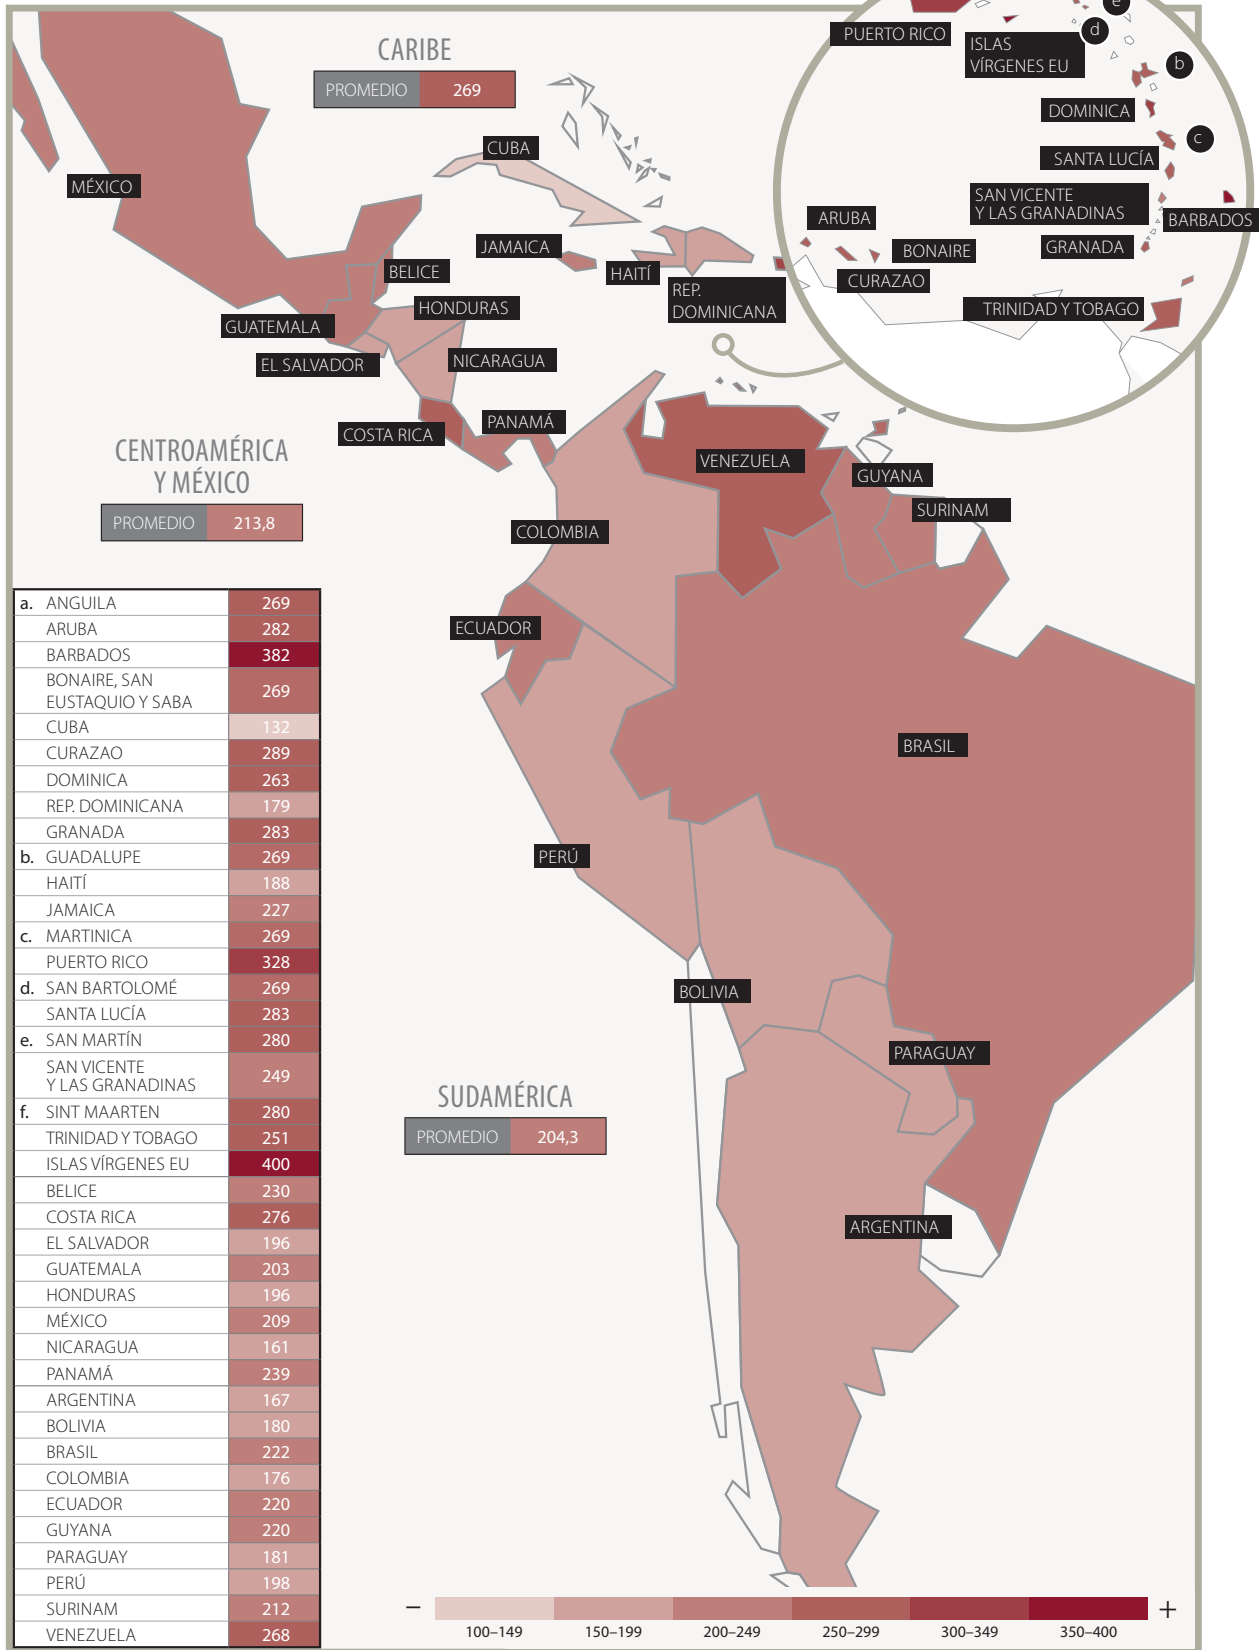 e
d
PUERTO RICO
ISLAS
VÍRGENES EU
b
CARIBE
PROMEDIO 269
DOMINICA
c
CUBA
SANTA LUCÍA
MÉXICO
SAN VICENTE
Y LAS GRANADINAS
ARUBA
BARBADOS
JAMAICA
BONAIRE
GRANADA
BELICE
HAITÍ
CURAZAO
REP.
DOMINICANA
HONDURAS
TRINIDAD Y TOBAGO
GUATEMALA
EL SALVADOR
NICARAGUA
PANAMÁ
COSTA RICA
CENTROAMÉRICA
Y MÉXICO
PROMEDIO 213,8
VENEZUELA
GUYANA
SURINAM
COLOMBIA
ECUADOR
BRASIL
PERÚ
BOLIVIA
PARAGUAY
SUDAMÉRICA
PROMEDIO 204,3
ARGENTINA
a. ANGUILA 269
ARUBA 282
BARBADOS 382
BONAIRE, SAN
EUSTAQUIO Y SABA 269
CUBA 132
CURAZAO 289
DOMINICA 263
REP. DOMINICANA 179
GRANADA 283
b. GUADALUPE 269
HAITÍ 188
JAMAICA 227
c. MARTINICA 269
PUERTO RICO 328
d. SAN BARTOLOMÉ 269
SANTA LUCÍA 283
e. SAN MARTÍN 280
SAN VICENTE
Y LAS GRANADINAS 249
f. SINT MAARTEN 280
TRINIDAD Y TOBAGO 251
ISLAS VÍRGENES EU 400
BELICE 230
COSTA RICA 276
EL SALVADOR 196
GUATEMALA 203
HONDURAS 196
MÉXICO 209
NICARAGUA 161
PANAMÁ 239
ARGENTINA 167
BOLIVIA 180
BRASIL 222
COLOMBIA 176
ECUADOR 220
GUYANA 220
PARAGUAY 181
PERÚ 198
SURINAM 212
VENEZUELA 268
− +
100–149 150–199 200–249 250–299 300–349 350–400